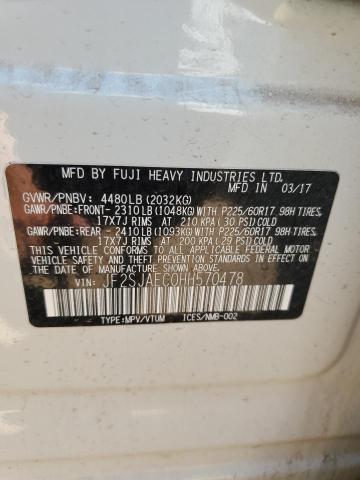 MFD BY FUJI HEAVY INDUSTRIES LTD.
MFD IN 03/17
GVWR/PNBV: 4480LB (2032KG)
GAWR/PNBE:FRONT- 2310LB(1048KG)WITH P225/60R17 98H TIRES,
17X7J RIMS AT 210 KPA (30 PSI) COLD
GAWR/PNBE:REAR - 2410LB(1093KG)WITH P225/60R17 98H TIRES,
17X7J RIMS AT 200 KPA (29 PSI) COLD
THIS VEHICLE CONFORMS TO ALL APPLICABLE FEDERAL MOTOR
VEHICLE SAFETY AND THEFT PREVENTION STANDARDS IN
EFFECT ON THE DATE OF MANUFACTURE SHOWN ABOVE.
VIN: JF2SJAEC0HH570478
TYPE:MPV/VTUM ICES/NMB-002